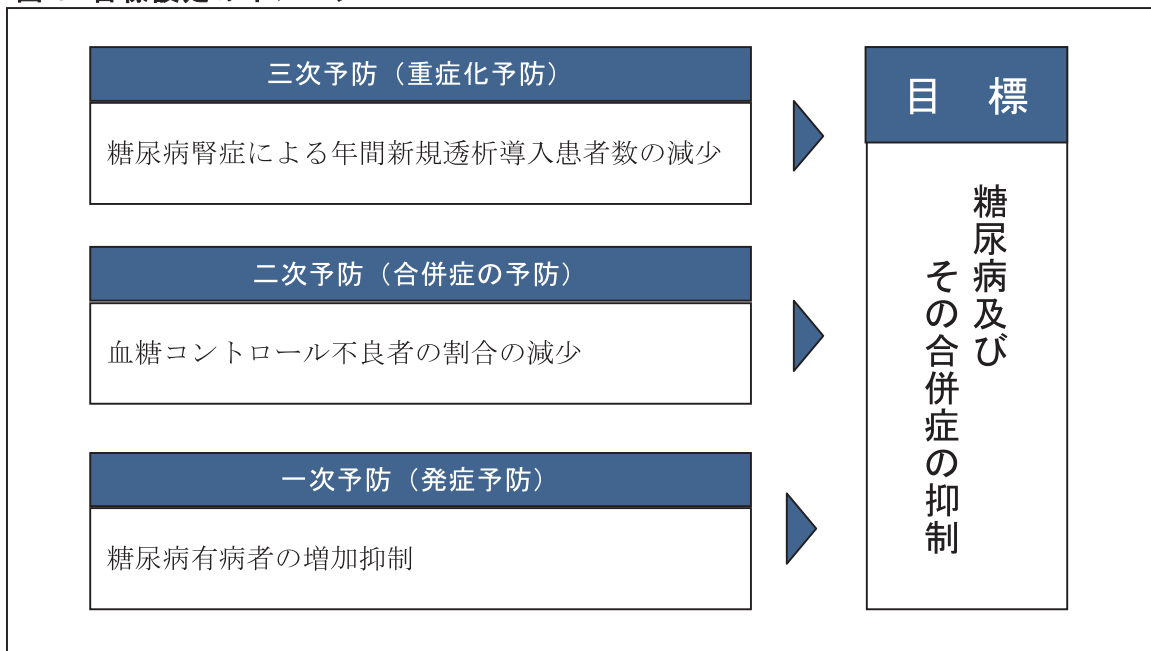 三次予防（重症化予防）
糖尿病腎症による年間新規透析導入患者数の減少
二次予防（合併症の予防）
血糖コントロール不良者の割合の減少
一次予防（発症予防）
糖尿病有病者の増加抑制
目 標
糖尿病及び
その合併症の抑制